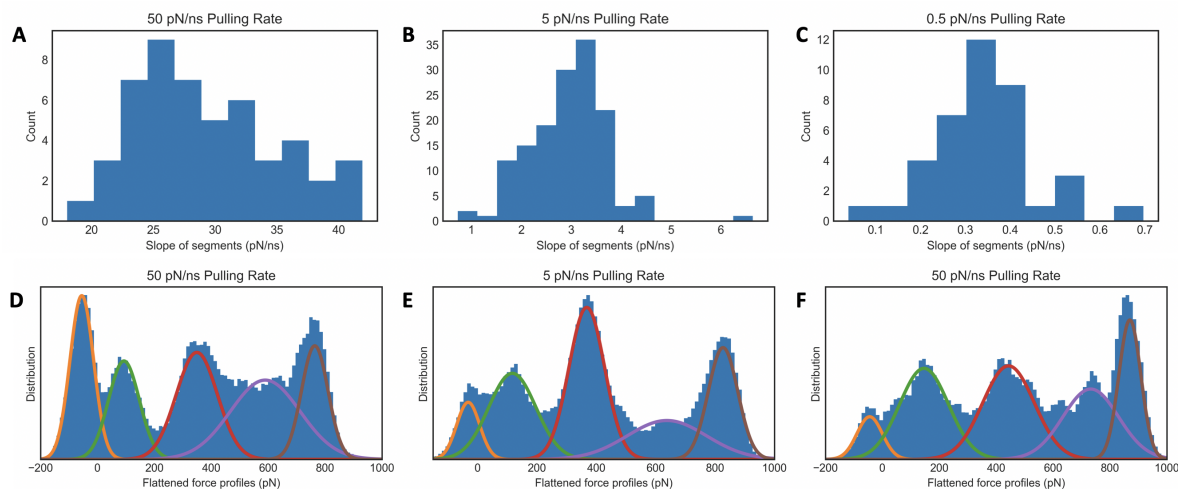 50 pN/ns Pulling Rate
A
8
6
4
2
0
Count
20 25 30 35 40
Slope of segments (pN/ns)
5 pN/ns Pulling Rate
B
35
30
25
20
15
10
5
0
Count
1 2 3 4 5 6
Slope of segments (pN/ns)
0.5 pN/ns Pulling Rate
C
12
10
8
6
4
2
0
Count
0.1 0.2 0.3 0.4 0.5 0.6 0.7
Slope of segments (pN/ns)
50 pN/ns Pulling Rate
D
Distribution
−200 0 200 400 600 800 1000
Flattened force profiles (pN)
5 pN/ns Pulling Rate
E
Distribution
0 200 400 600 800 1000
Flattened force profiles (pN)
50 pN/ns Pulling Rate
F
Distribution
−200 0 200 400 600 800 1000
Flattened force profiles (pN)